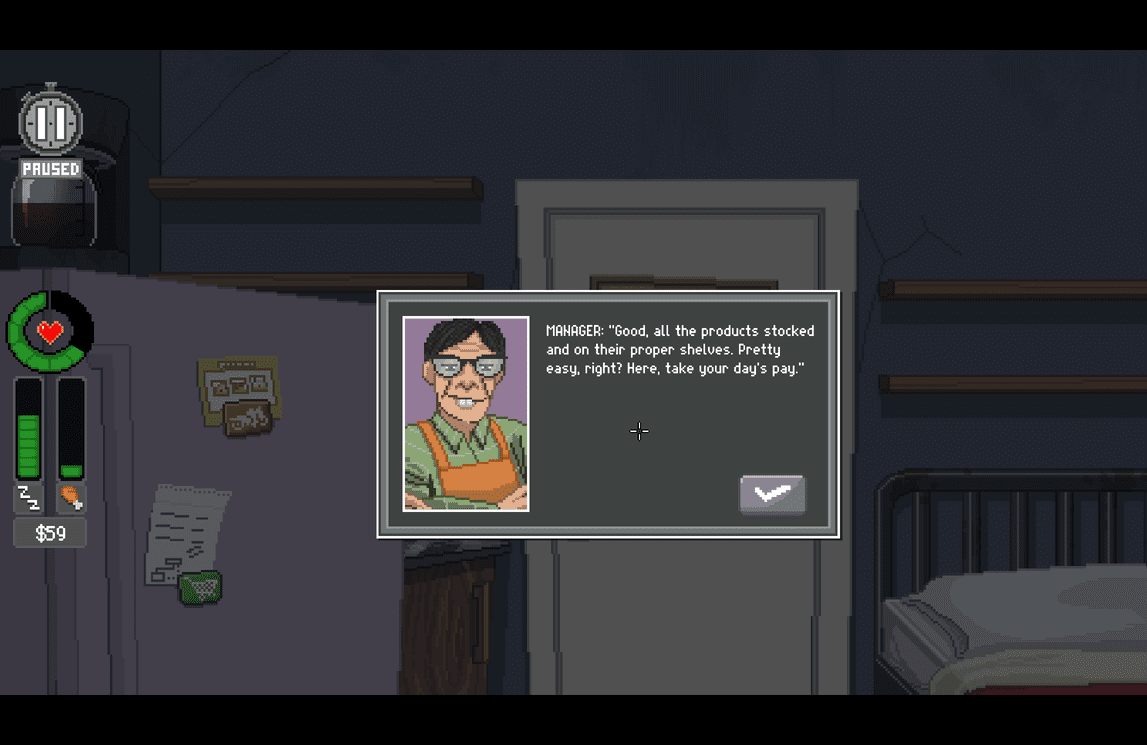 PAUSED
MANAGER: "Good, all the products stocked
and on their proper shelves. Pretty
easy, right? Here, take your day's pay."
$59